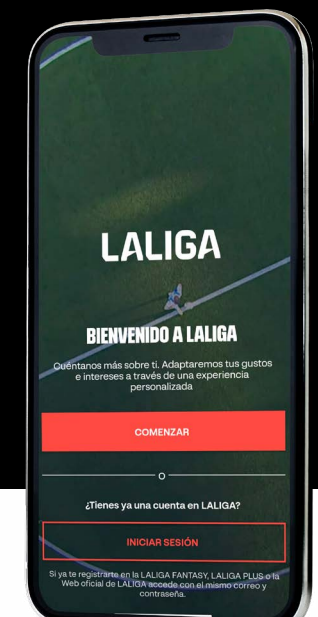 LALIGA
BIENVENIDO A LALIGA
Cuéntanos más sobre ti. Adaptaremos tus gustos
e intereses a través de una experiencia
personalizada
COMENZAR
O
¿Tienes ya una cuenta en LALIGA?
INICIAR SESIÓN
Si ya te registrarte en la LALIGA FANTASY, LALIGA PLUS o la
Web oficial de LALIGA accede con el mismo correo y
contraseña.